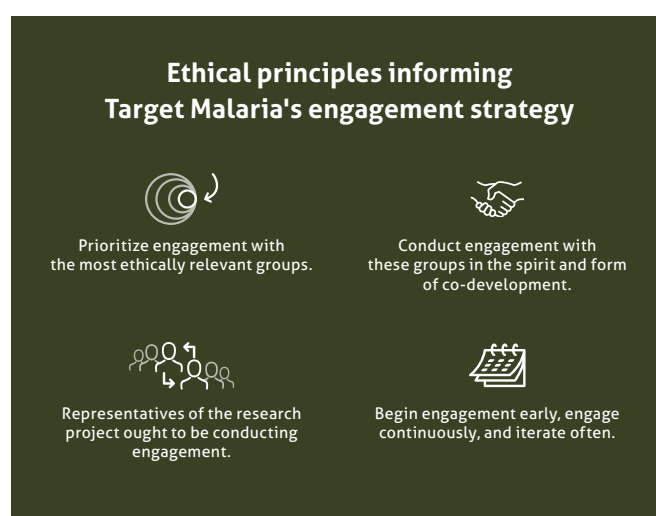 Ethical principles informing
Target Malaria's engagement strategy
Prioritize engagement with
the most ethically relevant groups.
Conduct engagement with
these groups in the spirit and form
of co-development.
Representatives of the research
project ought to be conducting
engagement.
Begin engagement early, engage
continuously, and iterate often.